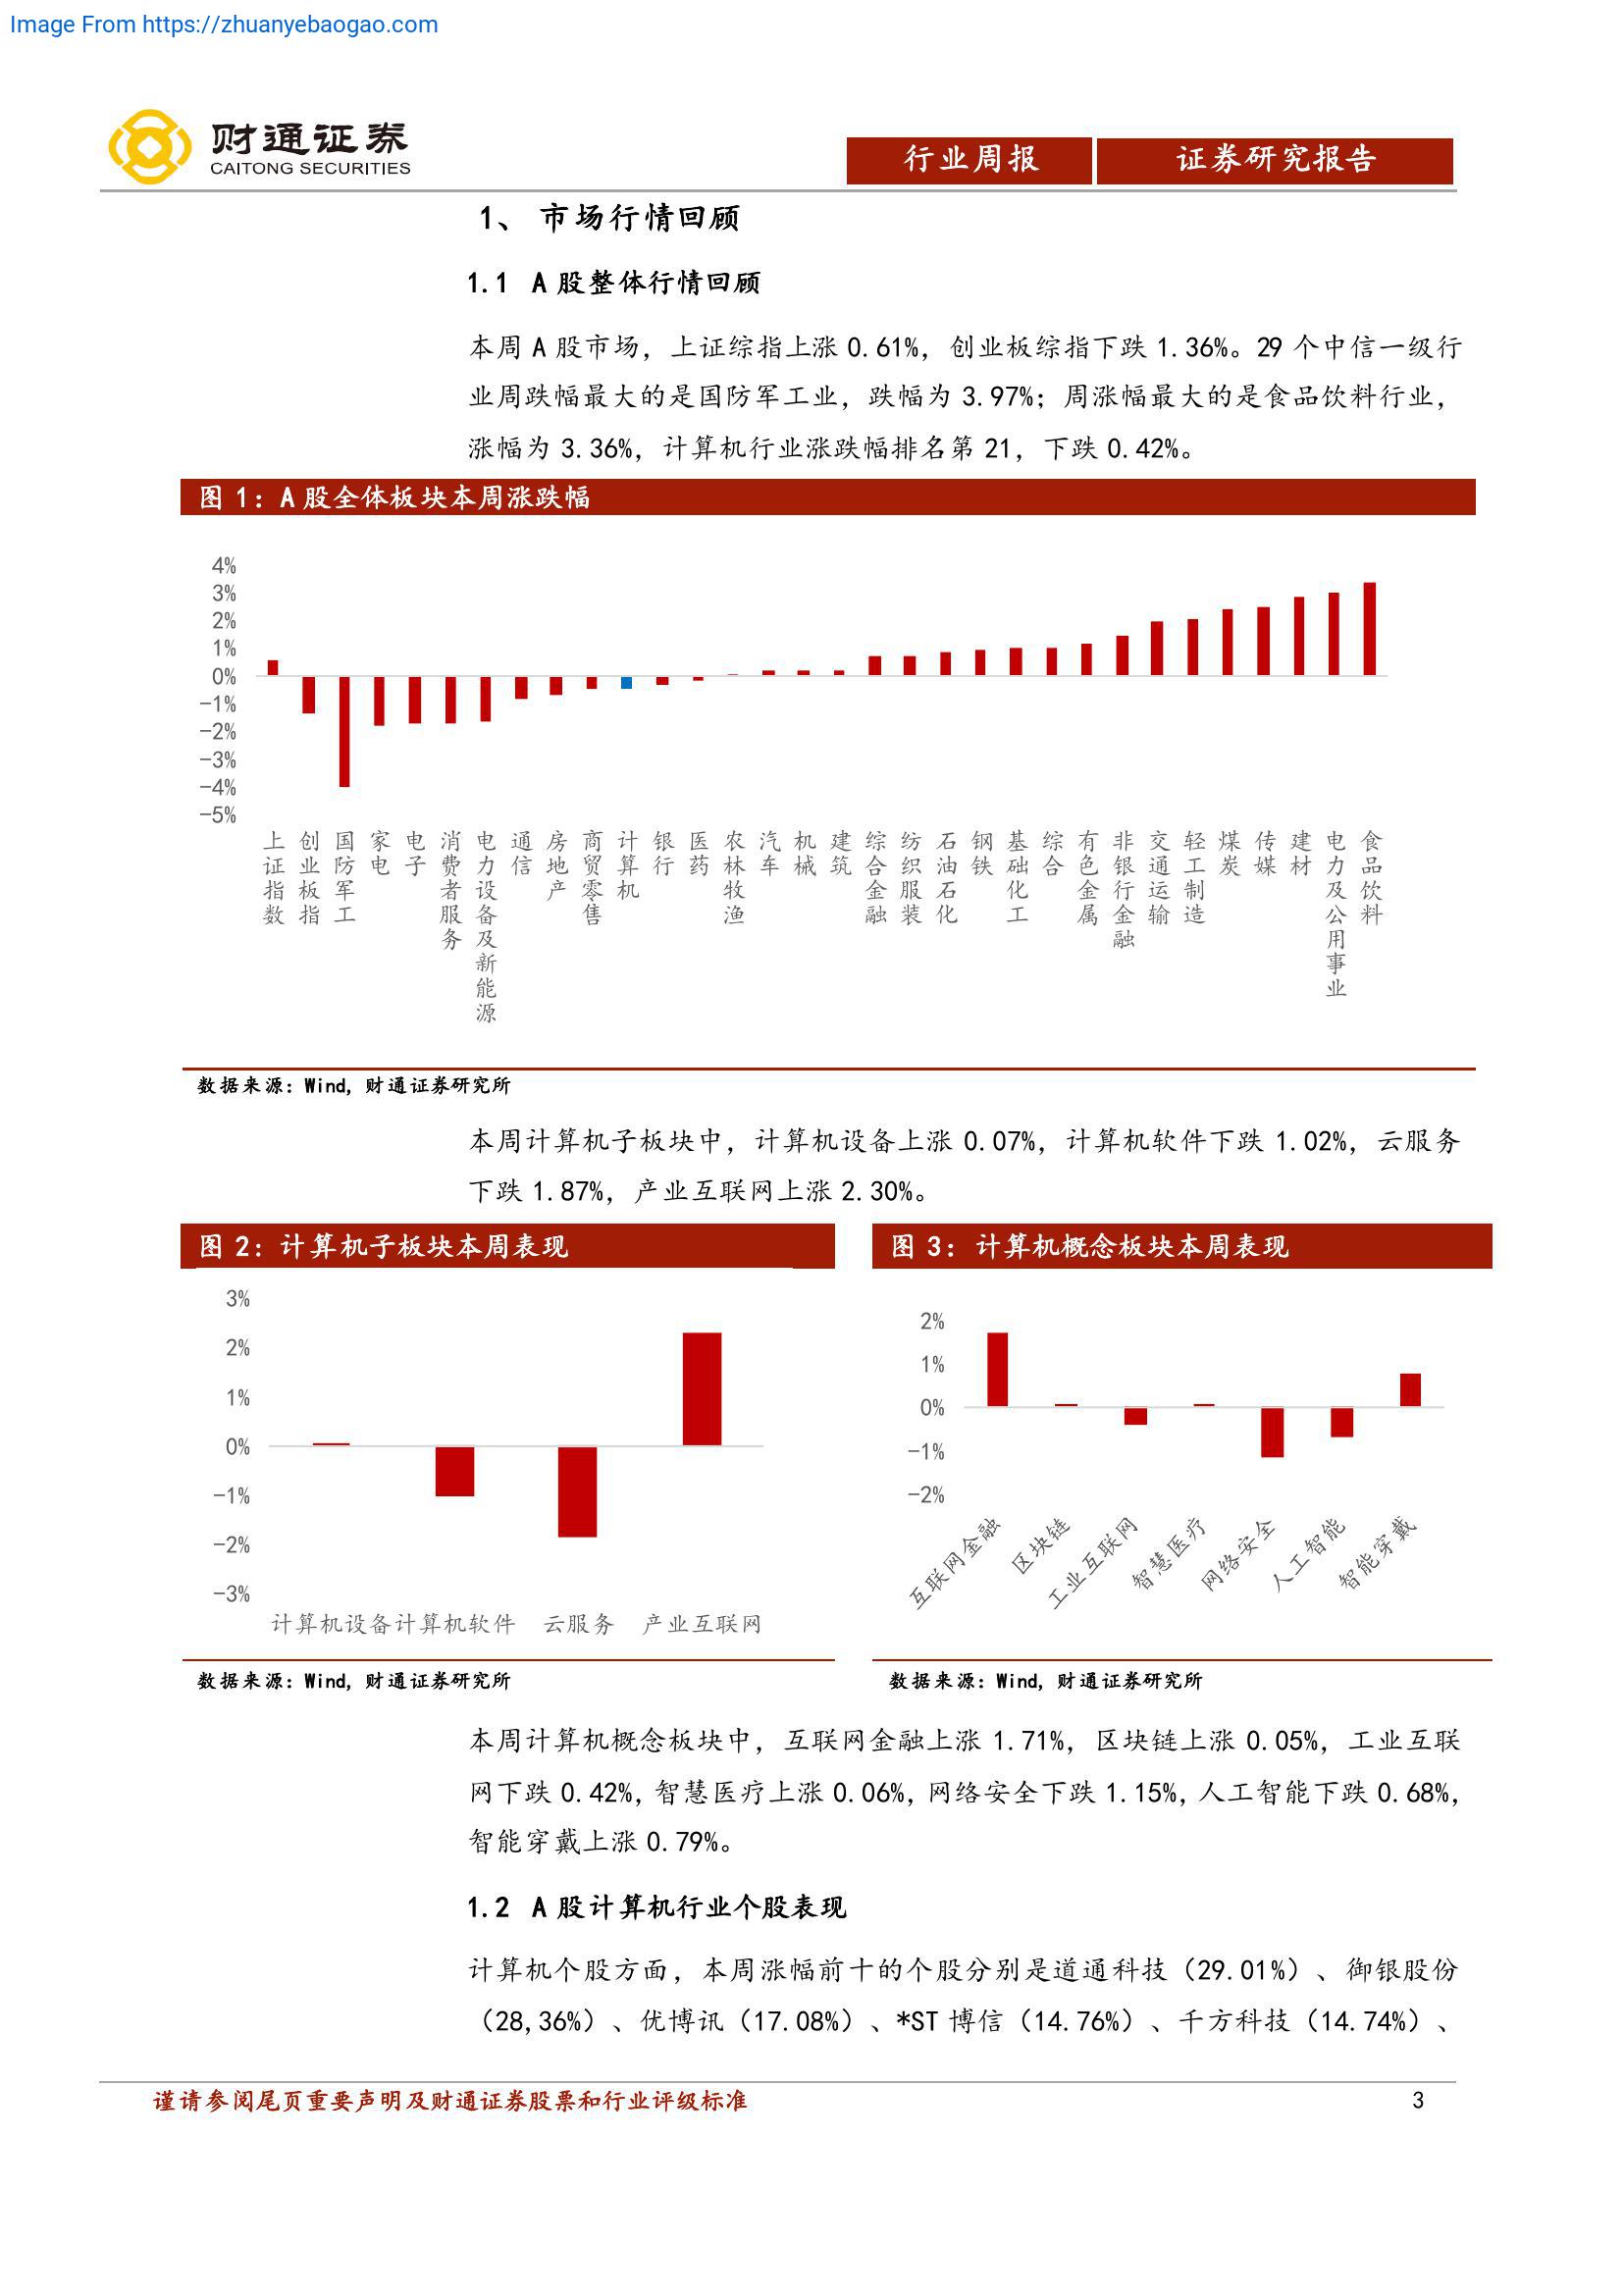 Image From https://zhuanyebaogao.com
财通证券
CAITONG SECURITIES
行业周报
证券研究报告
1、 市场行情回顾
1.1 A 股整体行情回顾
本周 A 股市场，上证综指上涨 0.61%，创业板综指下跌 1.36%。29 个中信一级行
业周跌幅最大的是国防军工业，跌幅为 3.97%；周涨幅最大的是食品饮料行业，
涨幅为 3.36%，计算机行业涨跌幅排名第 21，下跌 0.42%。
图 1：A 股全体板块本周涨跌幅
4%
3%
2%
1%
0%
-1%
-2%
-3%
-4%
-5%
上证指数
创业板指
国防军工
家电
电子
消费者服务
电力设备及新能源
通信
房地产
商贸零售
计算机
银行
医药
农林牧渔
汽车
机械
建筑
综合金融
纺织服装
石油石化
钢铁
基础化工
综合
有色金属
非银行金融
交通运输
轻工制造
煤炭
传媒
建材
电力及公用事业
食品饮料
数据来源：Wind，财通证券研究所
本周计算机子板块中，计算机设备上涨 0.07%，计算机软件下跌 1.02%，云服务
下跌 1.87%，产业互联网上涨 2.30%。
图 2：计算机子板块本周表现
3%
2%
1%
0%
-1%
-2%
-3%
计算机设备 计算机软件 云服务 产业互联网
数据来源：Wind，财通证券研究所
图 3：计算机概念板块本周表现
2%
1%
0%
-1%
-2%
互联网金融
区块链
工业互联网
智慧医疗
网络安全
人工智能
智能穿戴
数据来源：Wind，财通证券研究所
本周计算机概念板块中，互联网金融上涨 1.71%，区块链上涨 0.05%，工业互联
网下跌 0.42%，智慧医疗上涨 0.06%，网络安全下跌 1.15%，人工智能下跌 0.68%，
智能穿戴上涨 0.79%。
1.2 A 股计算机行业个股表现
计算机个股方面，本周涨幅前十的个股分别是道通科技（29.01%）、御银股份
（28,36%）、优博讯（17.08%）、*ST 博信（14.76%）、千方科技（14.74%）、
谨请参阅尾页重要声明及财通证券股票和行业评级标准
3